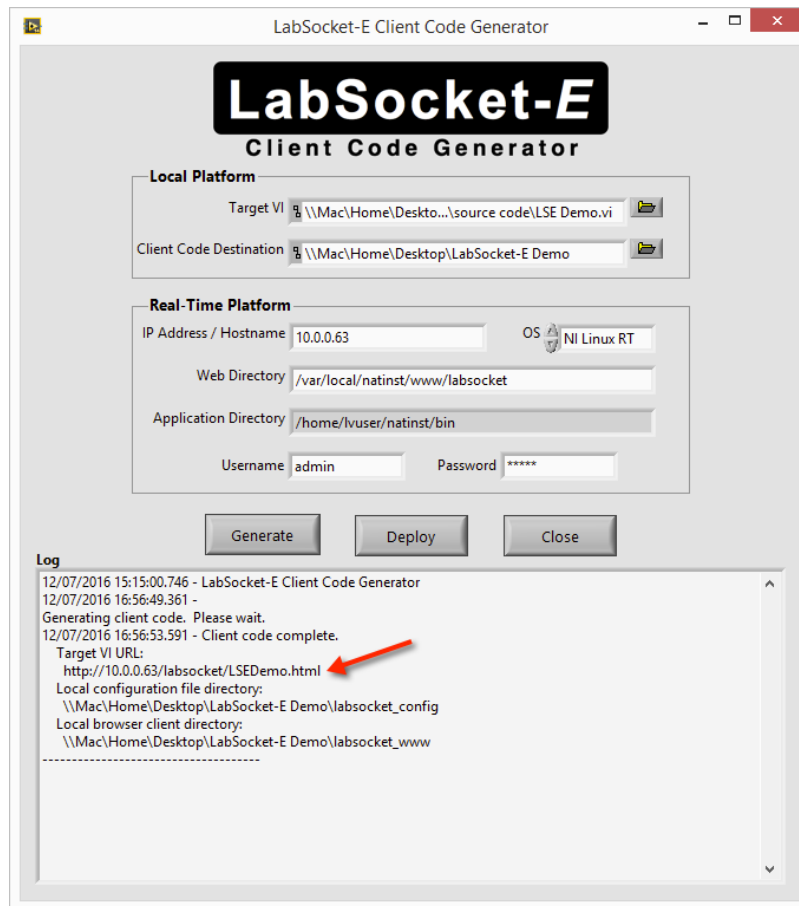 LabSocket-E Client Code Generator
LabSocket-E
Client Code Generator
Local Platform
Target VI \\Mac\Home\Deskto...\source code\LSE Demo.vi
Client Code Destination \\Mac\Home\Desktop\LabSocket-E Demo
Real-Time Platform
IP Address / Hostname 10.0.0.63 OS NI Linux RT
Web Directory /var/local/natinst/www/labsocket
Application Directory /home/lvuser/natinst/bin
Username admin Password *****
Generate Deploy Close
Log
12/07/2016 15:15:00.746 - LabSocket-E Client Code Generator
12/07/2016 16:56:49.361 -
Generating client code.  Please wait.
12/07/2016 16:56:53.591 - Client code complete.
Target VI URL:
http://10.0.0.63/labsocket/LSEDemo.html
Local configuration file directory:
\\Mac\Home\Desktop\LabSocket-E Demo\labsocket_config
Local browser client directory:
\\Mac\Home\Desktop\LabSocket-E Demo\labsocket_www
-------------------------------------